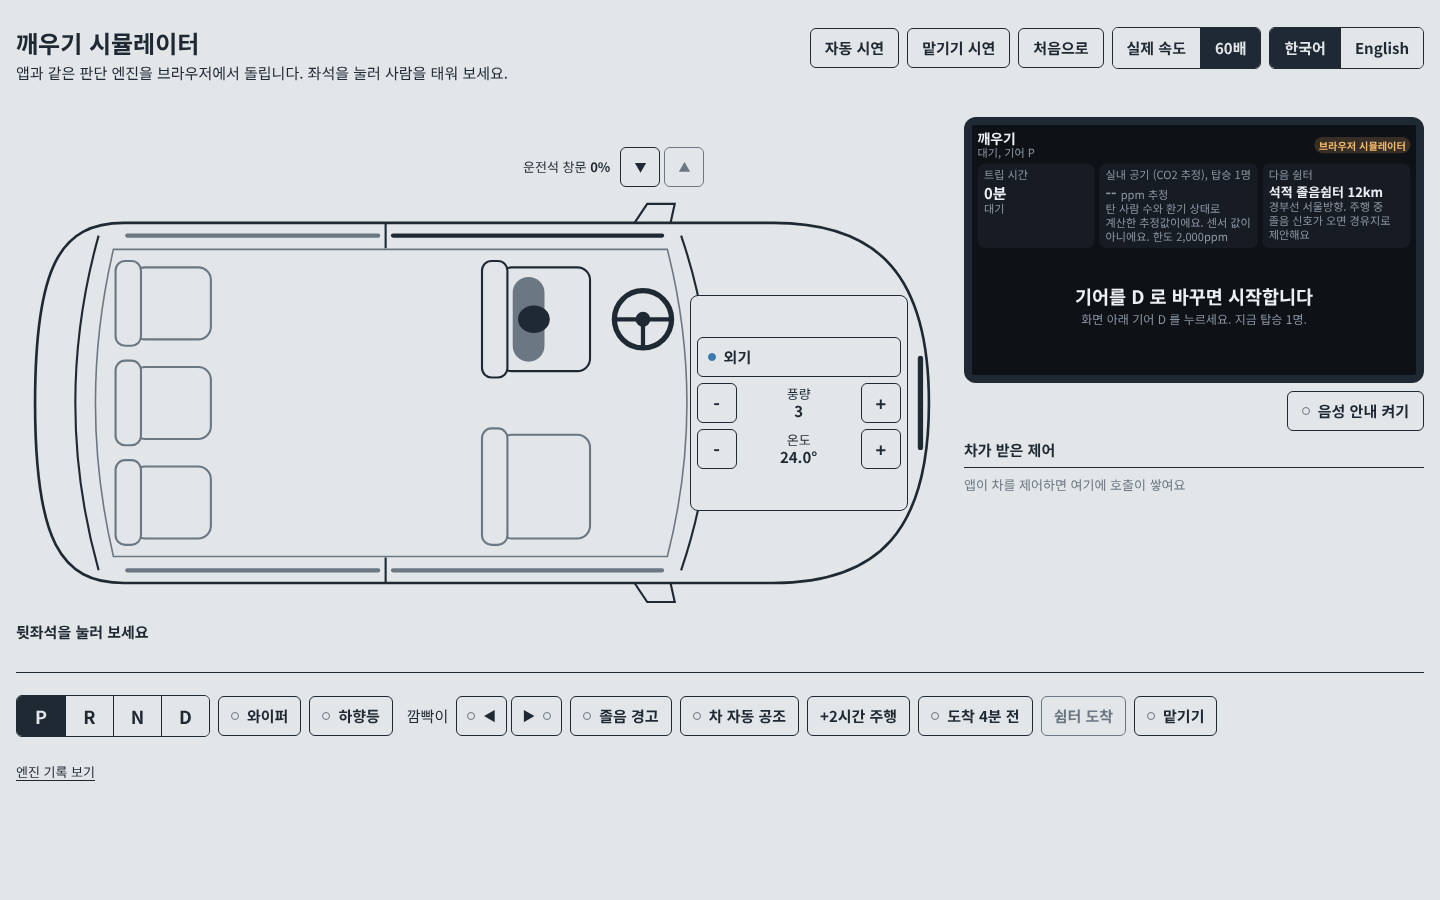 깨우기 시뮬레이터
앱과 같은 판단 엔진을 브라우저에서 돌립니다. 좌석을 눌러 사람을 태워 보세요.
자동 시연
맡기기 시연
처음으로
실제 속도
60배
한국어
English
운전석 창문 0%
▼
▲
외기
-
풍량
3
+
-
온도
24.0°
+
깨우기
대기, 기어 P
브라우저 시뮬레이터
트립 시간
0분
대기
실내 공기 (CO2 추정), 탑승 1명
-- ppm 추정
탄 사람 수와 환기 상태로
계산한 추정값이에요. 센서 값이
아니에요. 한도 2,000ppm
다음 쉼터
석적 졸음쉼터 12km
경부선 서울방향. 주행 중
졸음 신호가 오면 경유지로
제안해요
기어를 D 로 바꾸면 시작합니다
화면 아래 기어 D 를 누르세요. 지금 탑승 1명.
음성 안내 켜기
차가 받은 제어
앱이 차를 제어하면 여기에 호출이 쌓여요
뒷좌석을 눌러 보세요
P
R
N
D
와이퍼
하향등
깜빡이
◀
▶
졸음 경고
차 자동 공조
+2시간 주행
도착 4분 전
쉼터 도착
맡기기
엔진 기록 보기